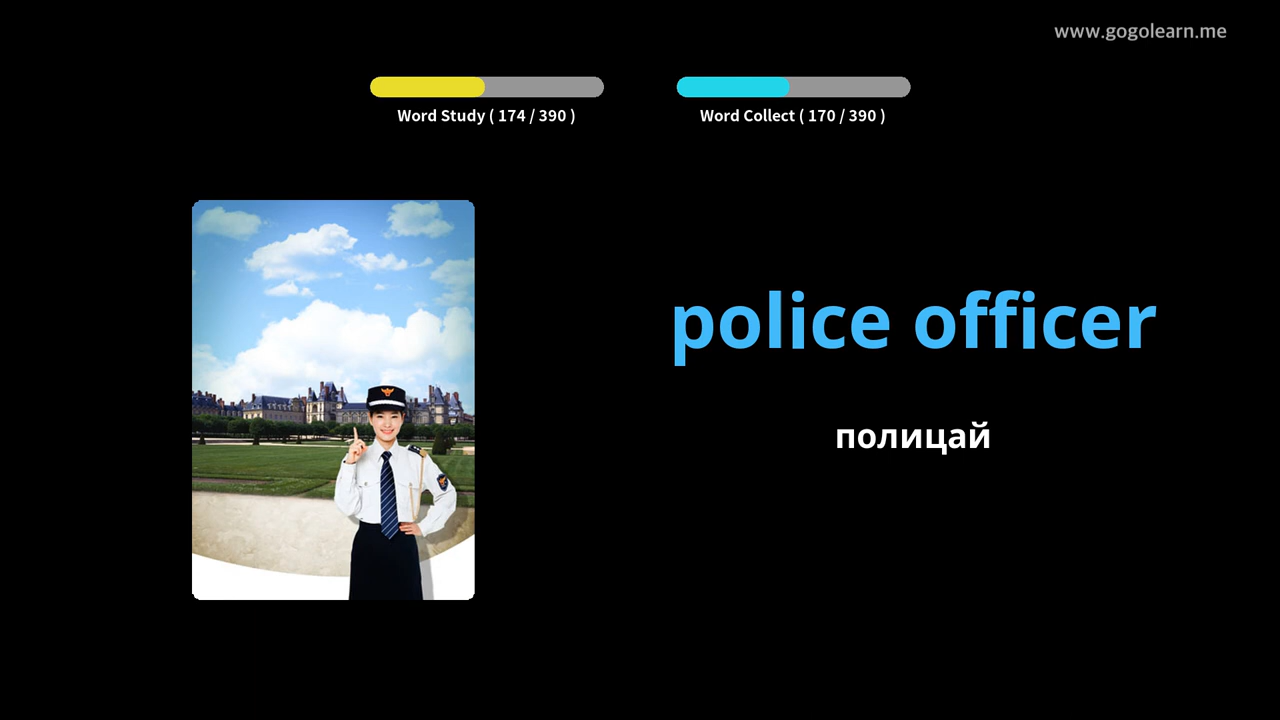 www.gogolearn.me
Word Study ( 174 / 390 )
Word Collect ( 170 / 390 )
police officer
полицай